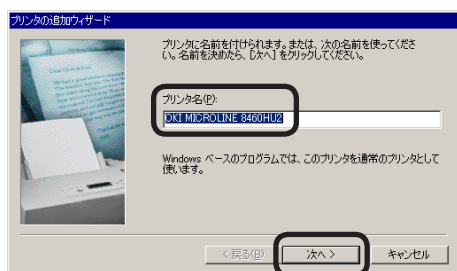 プリンタの追加ウィザード
プリンタに名前を付けられます。または、次の名前を使ってくださ
い。名前を決めたら、[次へ] をクリックしてください。
プリンタ名(P):
OKI MICROLINE 8460HU2
Windows ベースのプログラムでは、このプリンタを通常のプリンタとして
使います。
< 戻る(B)
次へ >
キャンセル